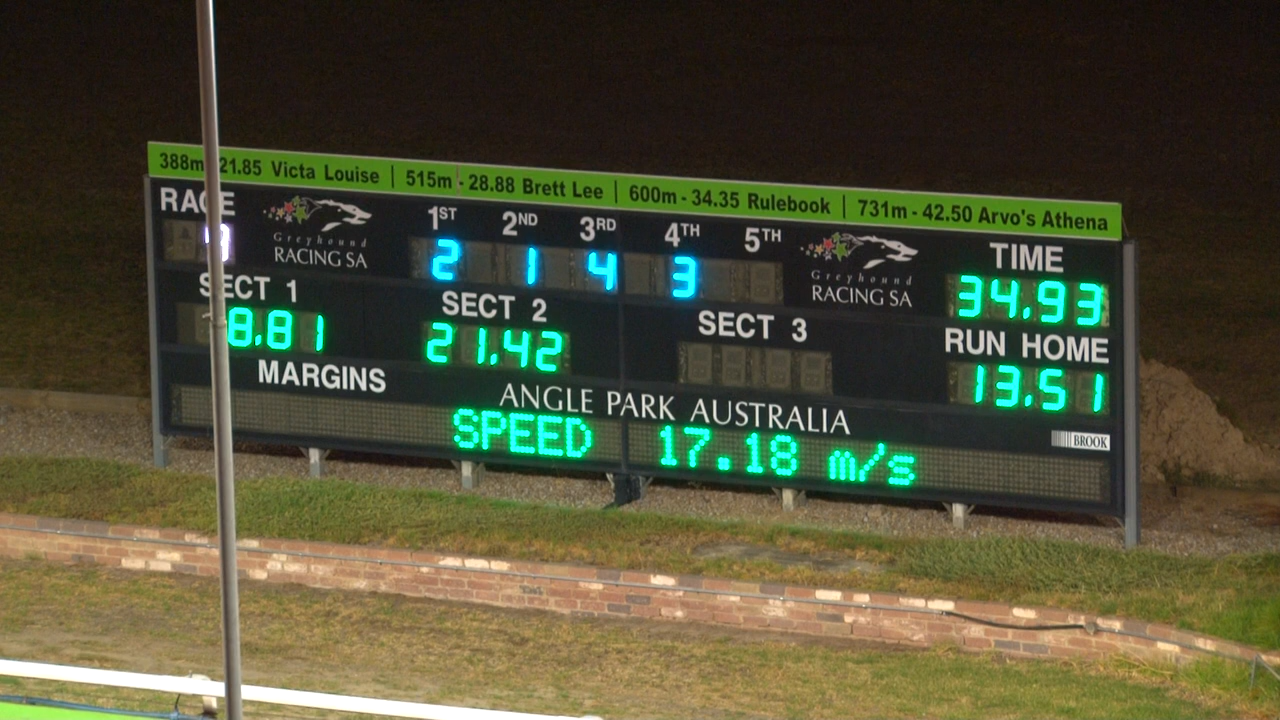 388m 21.85 Victa Louise | 515m - 28.88 Brett Lee | 600m - 34.35 Rulebook | 731m - 42.50 Arvo's Athena
RACE
Greyhound
RACING SA
1ST 2ND 3RD 4TH 5TH
2 1 4 3
Greyhound
RACING SA
TIME
34.93
SECT 1
8.81
SECT 2
21.42
SECT 3
RUN HOME
13.51
MARGINS
ANGLE PARK AUSTRALIA
BROOK
SPEED 17.18 m/s